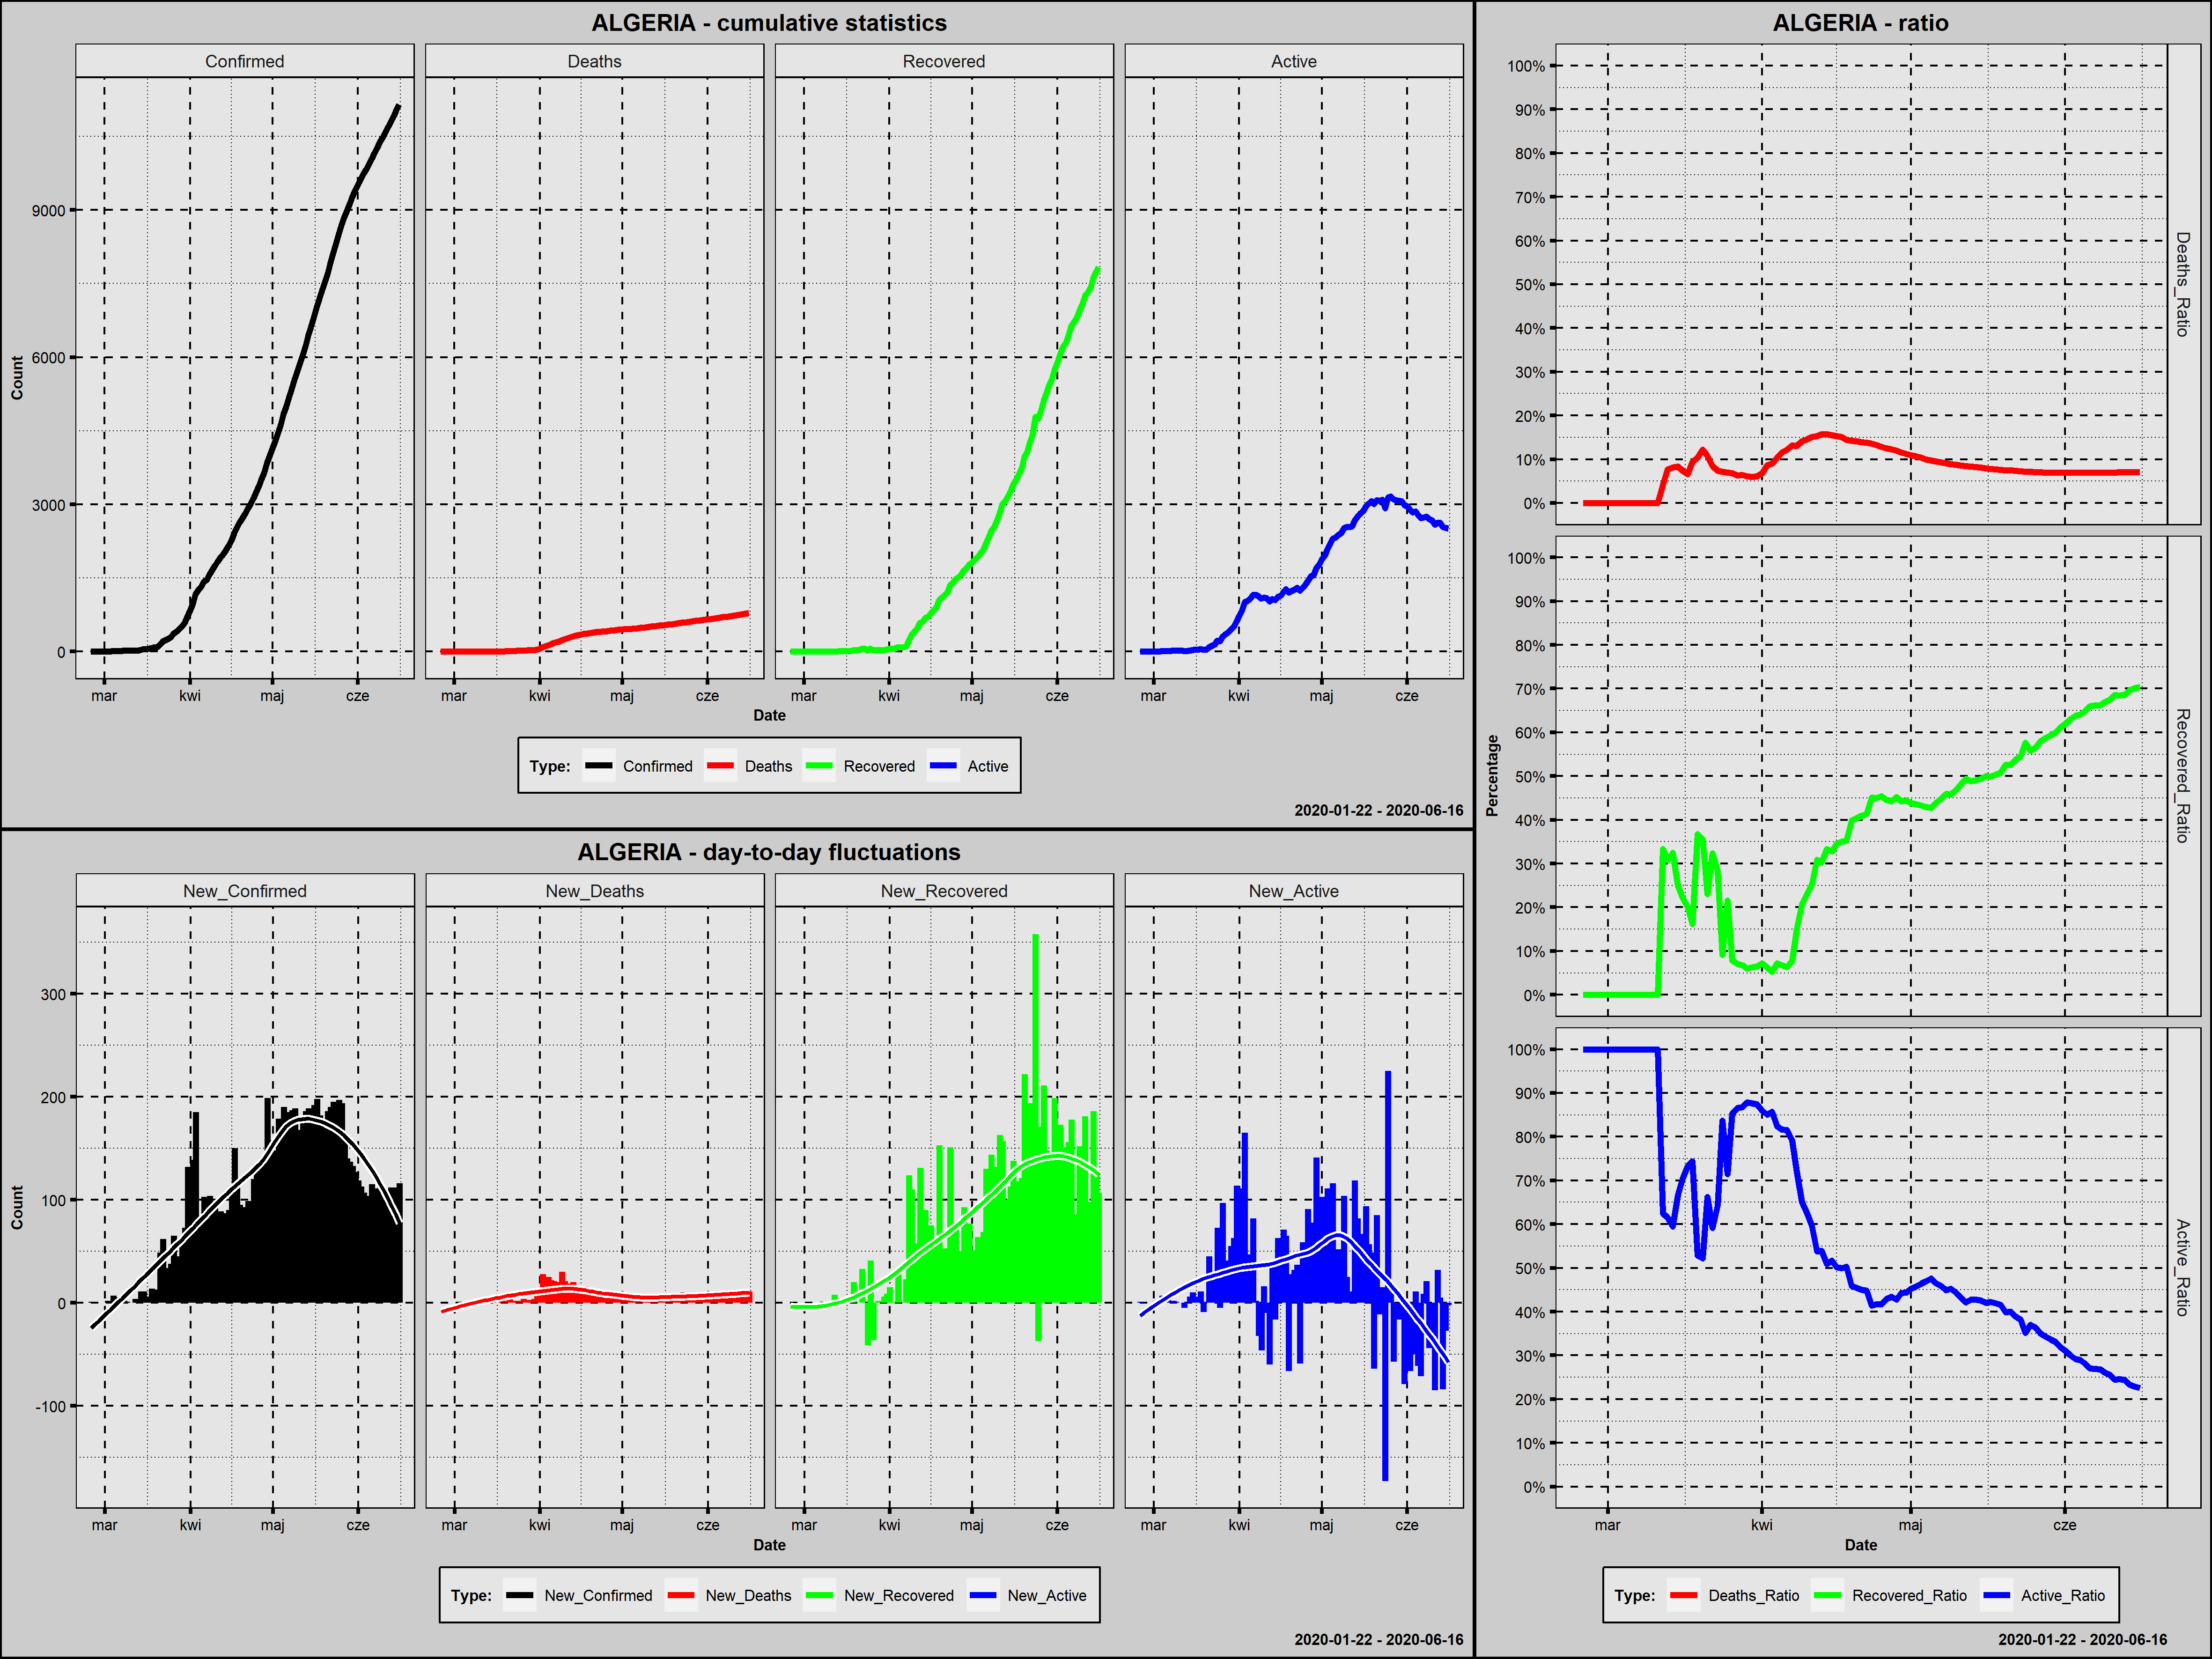 ALGERIA - cumulative statistics
Confirmed Deaths Recovered Active
Count
9000
6000
3000
0
mar kwi maj cze mar kwi maj cze mar kwi maj cze mar kwi maj cze
Date
Type: Confirmed Deaths Recovered Active
2020-01-22 - 2020-06-16
ALGERIA - day-to-day fluctuations
New_Confirmed New_Deaths New_Recovered New_Active
Count
300
200
100
0
-100
mar kwi maj cze mar kwi maj cze mar kwi maj cze mar kwi maj cze
Date
Type: New_Confirmed New_Deaths New_Recovered New_Active
2020-01-22 - 2020-06-16
ALGERIA - ratio
Percentage
100%
90%
80%
70%
60%
50%
40%
30%
20%
10%
0%
Deaths_Ratio
100%
90%
80%
70%
60%
50%
40%
30%
20%
10%
0%
Recovered_Ratio
100%
90%
80%
70%
60%
50%
40%
30%
20%
10%
0%
Active_Ratio
mar kwi maj cze
Date
Type: Deaths_Ratio Recovered_Ratio Active_Ratio
2020-01-22 - 2020-06-16